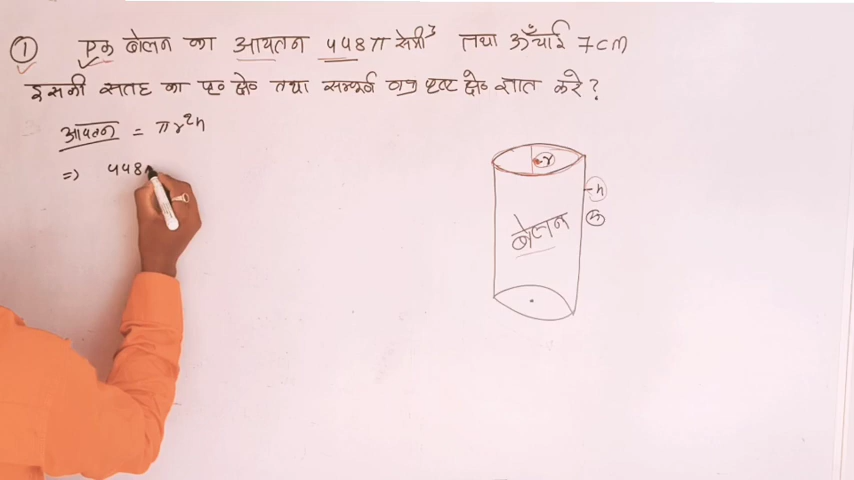 ① एक बेलन का आयतन 448π सेमी³ तथा ऊँचाई 7cm
इसकी सतह का पृ० क्षे० तथा सम्पूर्ण वक्र पृष्ट क्षे० ज्ञात करे ?
आयतन = πr²h
=> 448
r
h
बेलन